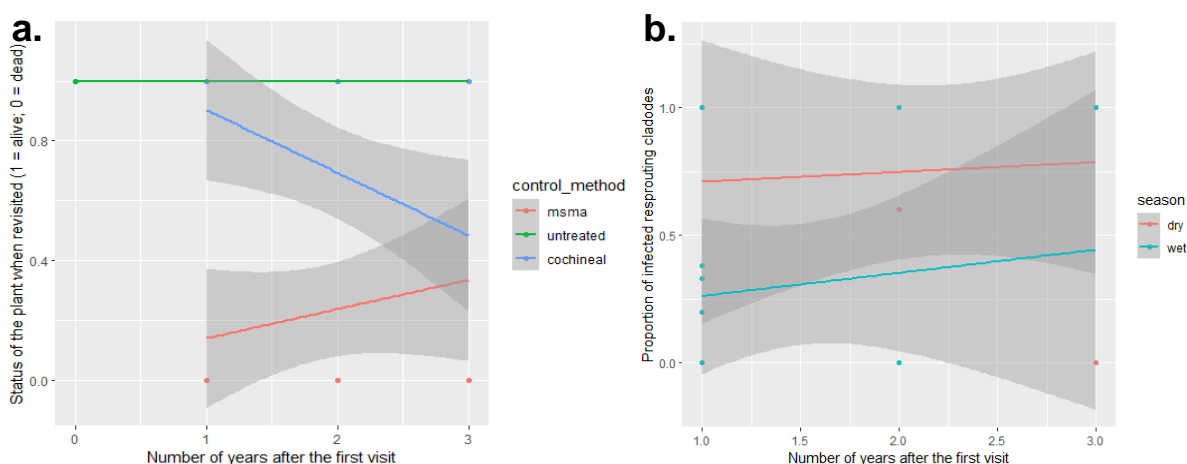 a.
Status of the plant when revisited (1 = alive; 0 = dead)
0.8
0.4
0.0
0
1
2
3
Number of years after the first visit
control_method
msma
untreated
cochineal
b.
Proportion of infected resprouting cladodes
1.0
0.5
0.0
1.0
1.5
2.0
2.5
3.0
Number of years after the first visit
season
dry
wet